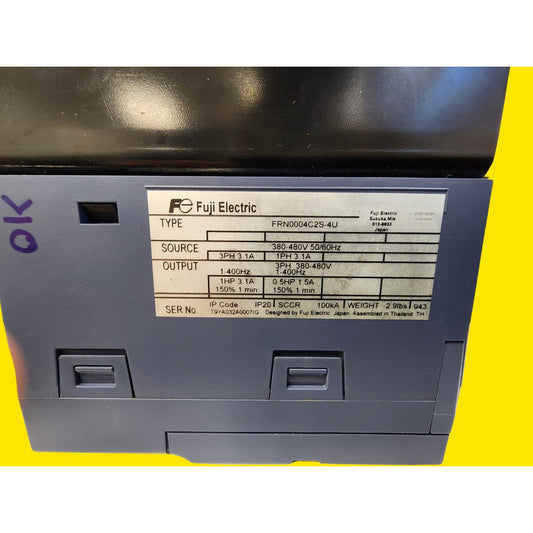 OK
Fe Fuji Electric
TYPE FRN0004C2S-4U
Fuji Electric
Suzuka, Mie
513-8633
Japan
SOURCE 380-480V 50/60Hz
3PH 3.1A 1PH 3.1A
OUTPUT 3PH 380-480V
1-400Hz 1-400Hz
1HP 3.1A 0.5HP 1.5A
150% 1 min 150% 1 min
IP Code IP20 SCCR 100kA WEIGHT 2.9lbs 943
SER.No T9YA032A0007IG Designed by Fuji Electric, Japan Assembled in Thailand TH